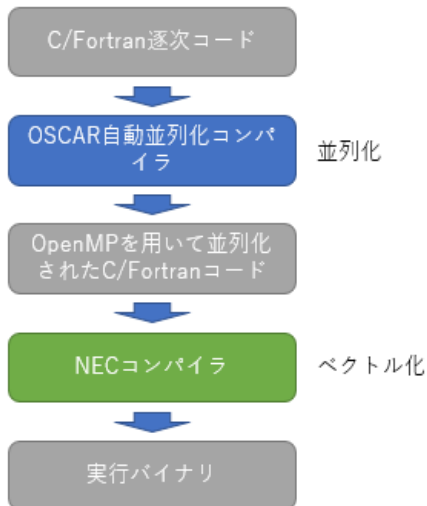 C/Fortran逐次コード
OSCAR自動並列化コンパ
イラ
並列化
OpenMPを用いて並列化
されたC/Fortranコード
NECコンパイラ
ベクトル化
実行バイナリ